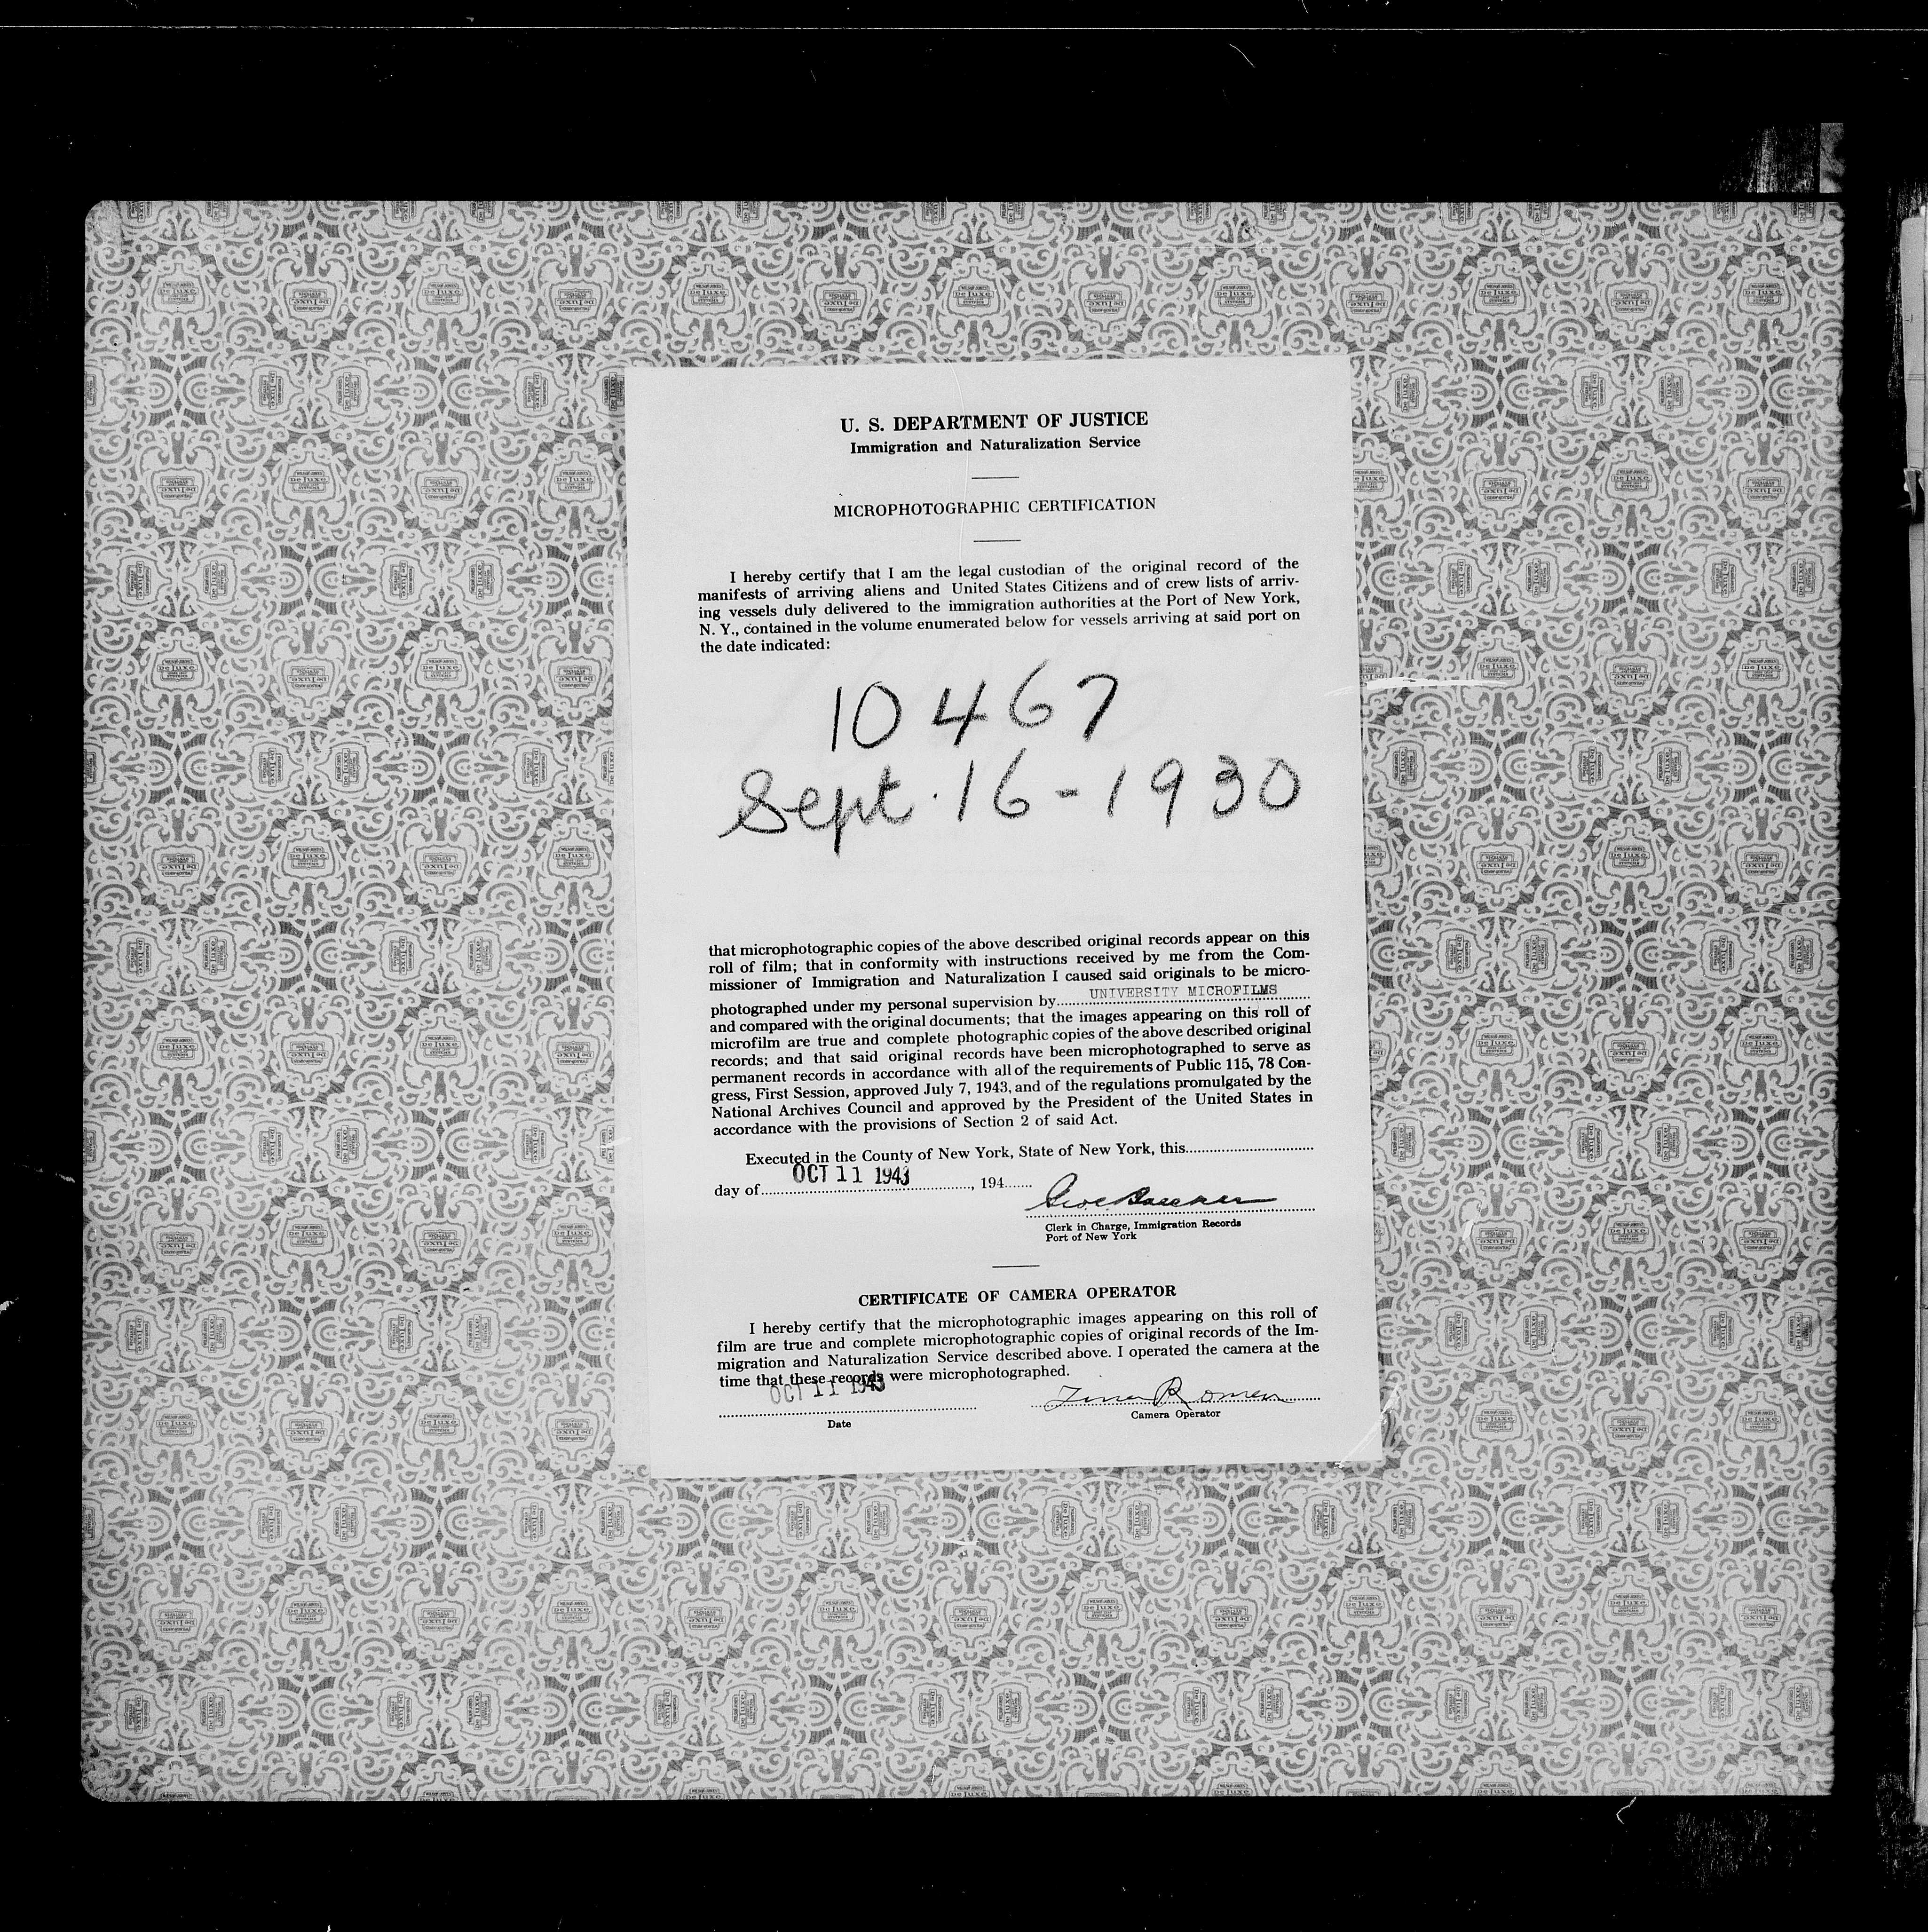 U. S. DEPARTMENT OF JUSTICE
Immigration and Naturalization Service
MICROPHOTOGRAPHIC CERTIFICATION
I hereby certify that I am the legal custodian of the original record of the
manifests of arriving aliens and United States Citizens and of crew lists of arriv-
ing vessels duly delivered to the immigration authorities at the Port of New York,
N. Y., contained in the volume enumerated below for vessels arriving at said port on
the date indicated:
10467
Sept. 16-1930
that microphotographic copies of the above described original records appear on this
roll of film; that in conformity with instructions received by me from the Com-
missioner of Immigration and Naturalization I caused said originals to be micro-
photographed under my personal supervision by UNIVERSITY MICROFILMS
and compared with the original documents; that the images appearing on this roll of
microfilm are true and complete photographic copies of the above described original
records; and that said original records have been microphotographed to serve as
permanent records in accordance with all of the requirements of Public 115, 78 Con-
gress, First Session, approved July 7, 1943, and of the regulations promulgated by the
National Archives Council and approved by the President of the United States in
accordance with the provisions of Section 2 of said Act.
Executed in the County of New York, State of New York, this
day of OCT 11 1943, 194
Clerk in Charge, Immigration Records
Port of New York
CERTIFICATE OF CAMERA OPERATOR
I hereby certify that the microphotographic images appearing on this roll of
film are true and complete microphotographic copies of original records of the Im-
migration and Naturalization Service described above. I operated the camera at the
time that these records were microphotographed.
OCT 11 1943
Date
Camera Operator